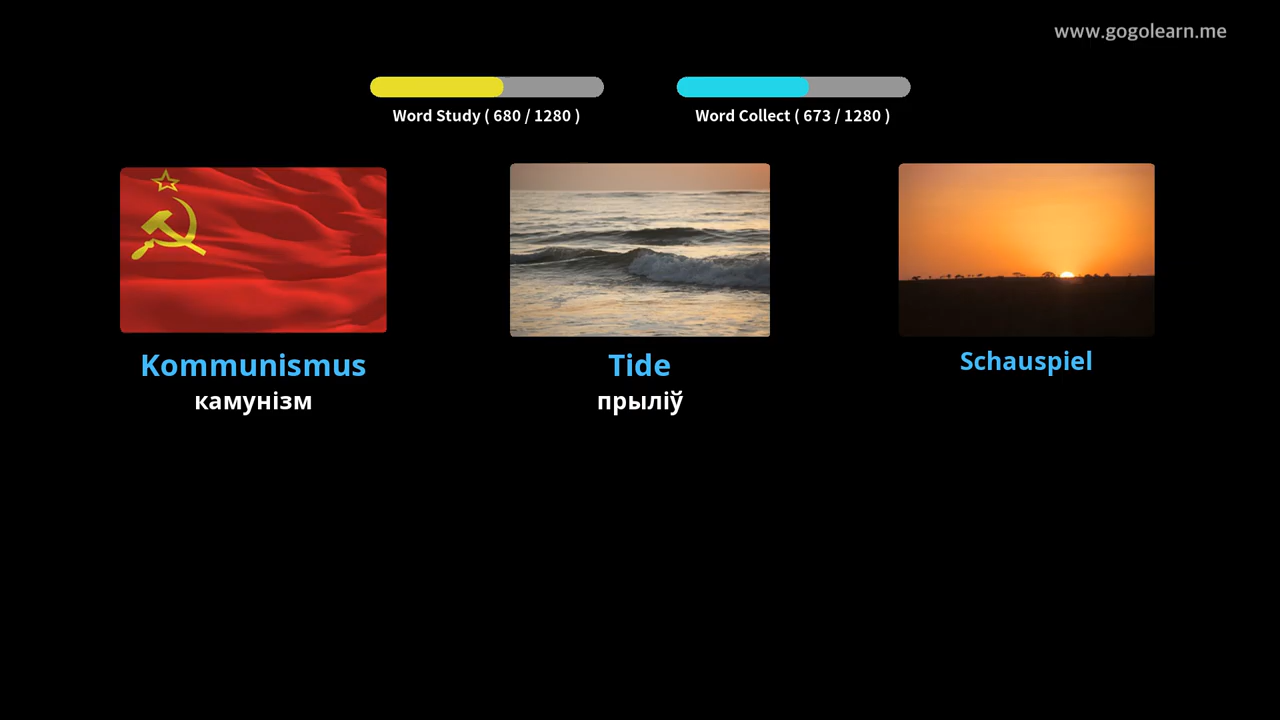 www.gogolearn.me
Word Study ( 680 / 1280 )
Word Collect ( 673 / 1280 )
Kommunismus
камунізм
Tide
прыліў
Schauspiel